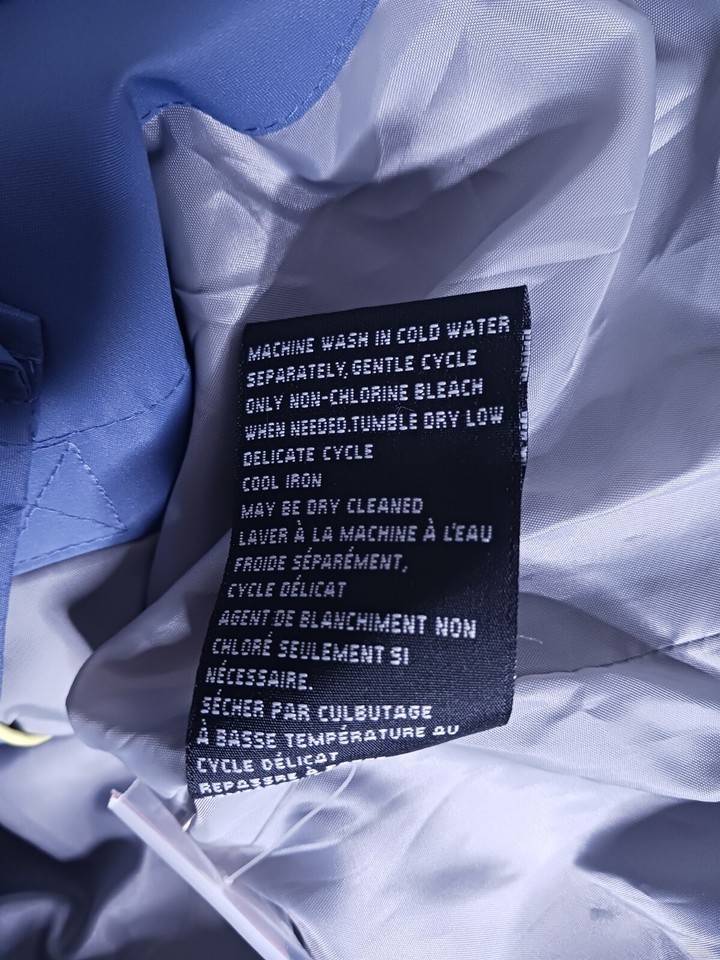 MACHINE WASH IN COLD WATER
SEPARATELY, GENTLE CYCLE
ONLY NON-CHLORINE BLEACH
WHEN NEEDED.TUMBLE DRY LOW
DELICATE CYCLE
COOL IRON
MAY BE DRY CLEANED
LAVER À LA MACHINE À L'EAU
FROIDE SÉPARÉMENT,
CYCLE DÉLICAT
AGENT DE BLANCHIMENT NON
CHLORÉ SEULEMENT SI
NÉCESSAIRE.
SÉCHER PAR CULBUTAGE
À BASSE TEMPÉRATURE AU
CYCLE DÉLICAT
REPASSRE À